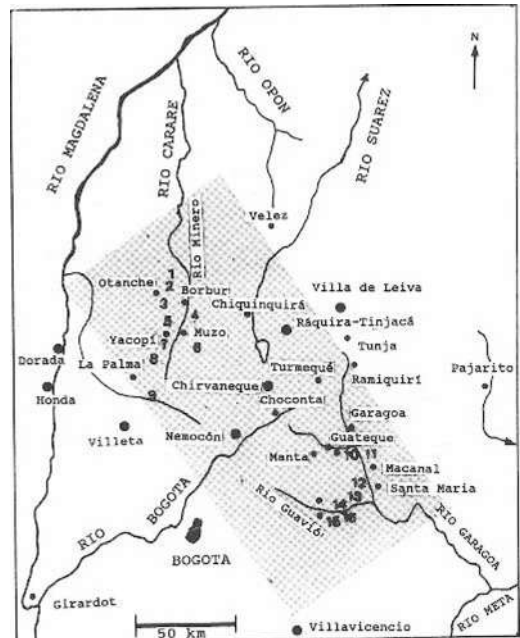 N
RIO MAGDALENA
RIO CARARE
RIO OPON
RIO SUAREZ
Rio Minero
Velez
Otanche
1
2
3
Borbur
4
Chiquinquirá
Villa de Leiva
5
Ráquira-Tinjacá
Yacopí
7
Muzo
6
Tunja
8
Dorada
La Palma
Turmequé
Ramiquirí
Pajarito
Chirvaneque
Honda
9
Choconta
Garagoa
Villeta
Nemocón
Guateque
Manta
10
11
Macanal
12
Santa Maria
13
14
Rio Guavió
15
16
RIO BOGOTA
BOGOTA
RIO GARAGOA
Girardot
50 km
Villavicencio
RIO META